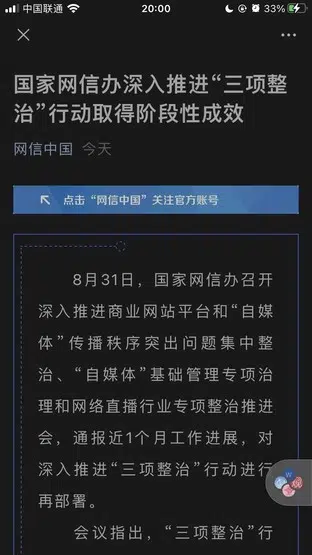 中国联通
20:00
33%
国家网信办深入推进“三项整
治”行动取得阶段性成效
网信中国 今天
点击“网信中国”关注官方账号
8月31日，国家网信办召开
深入推进商业网站平台和“自媒
体”传播秩序突出问题集中整
治、“自媒体”基础管理专项治
理和网络直播行业专项整治推进
会，通报近1个月工作进展，对
深入推进“三项整治”行动进行
再部署。
会议指出，“三项整治”行